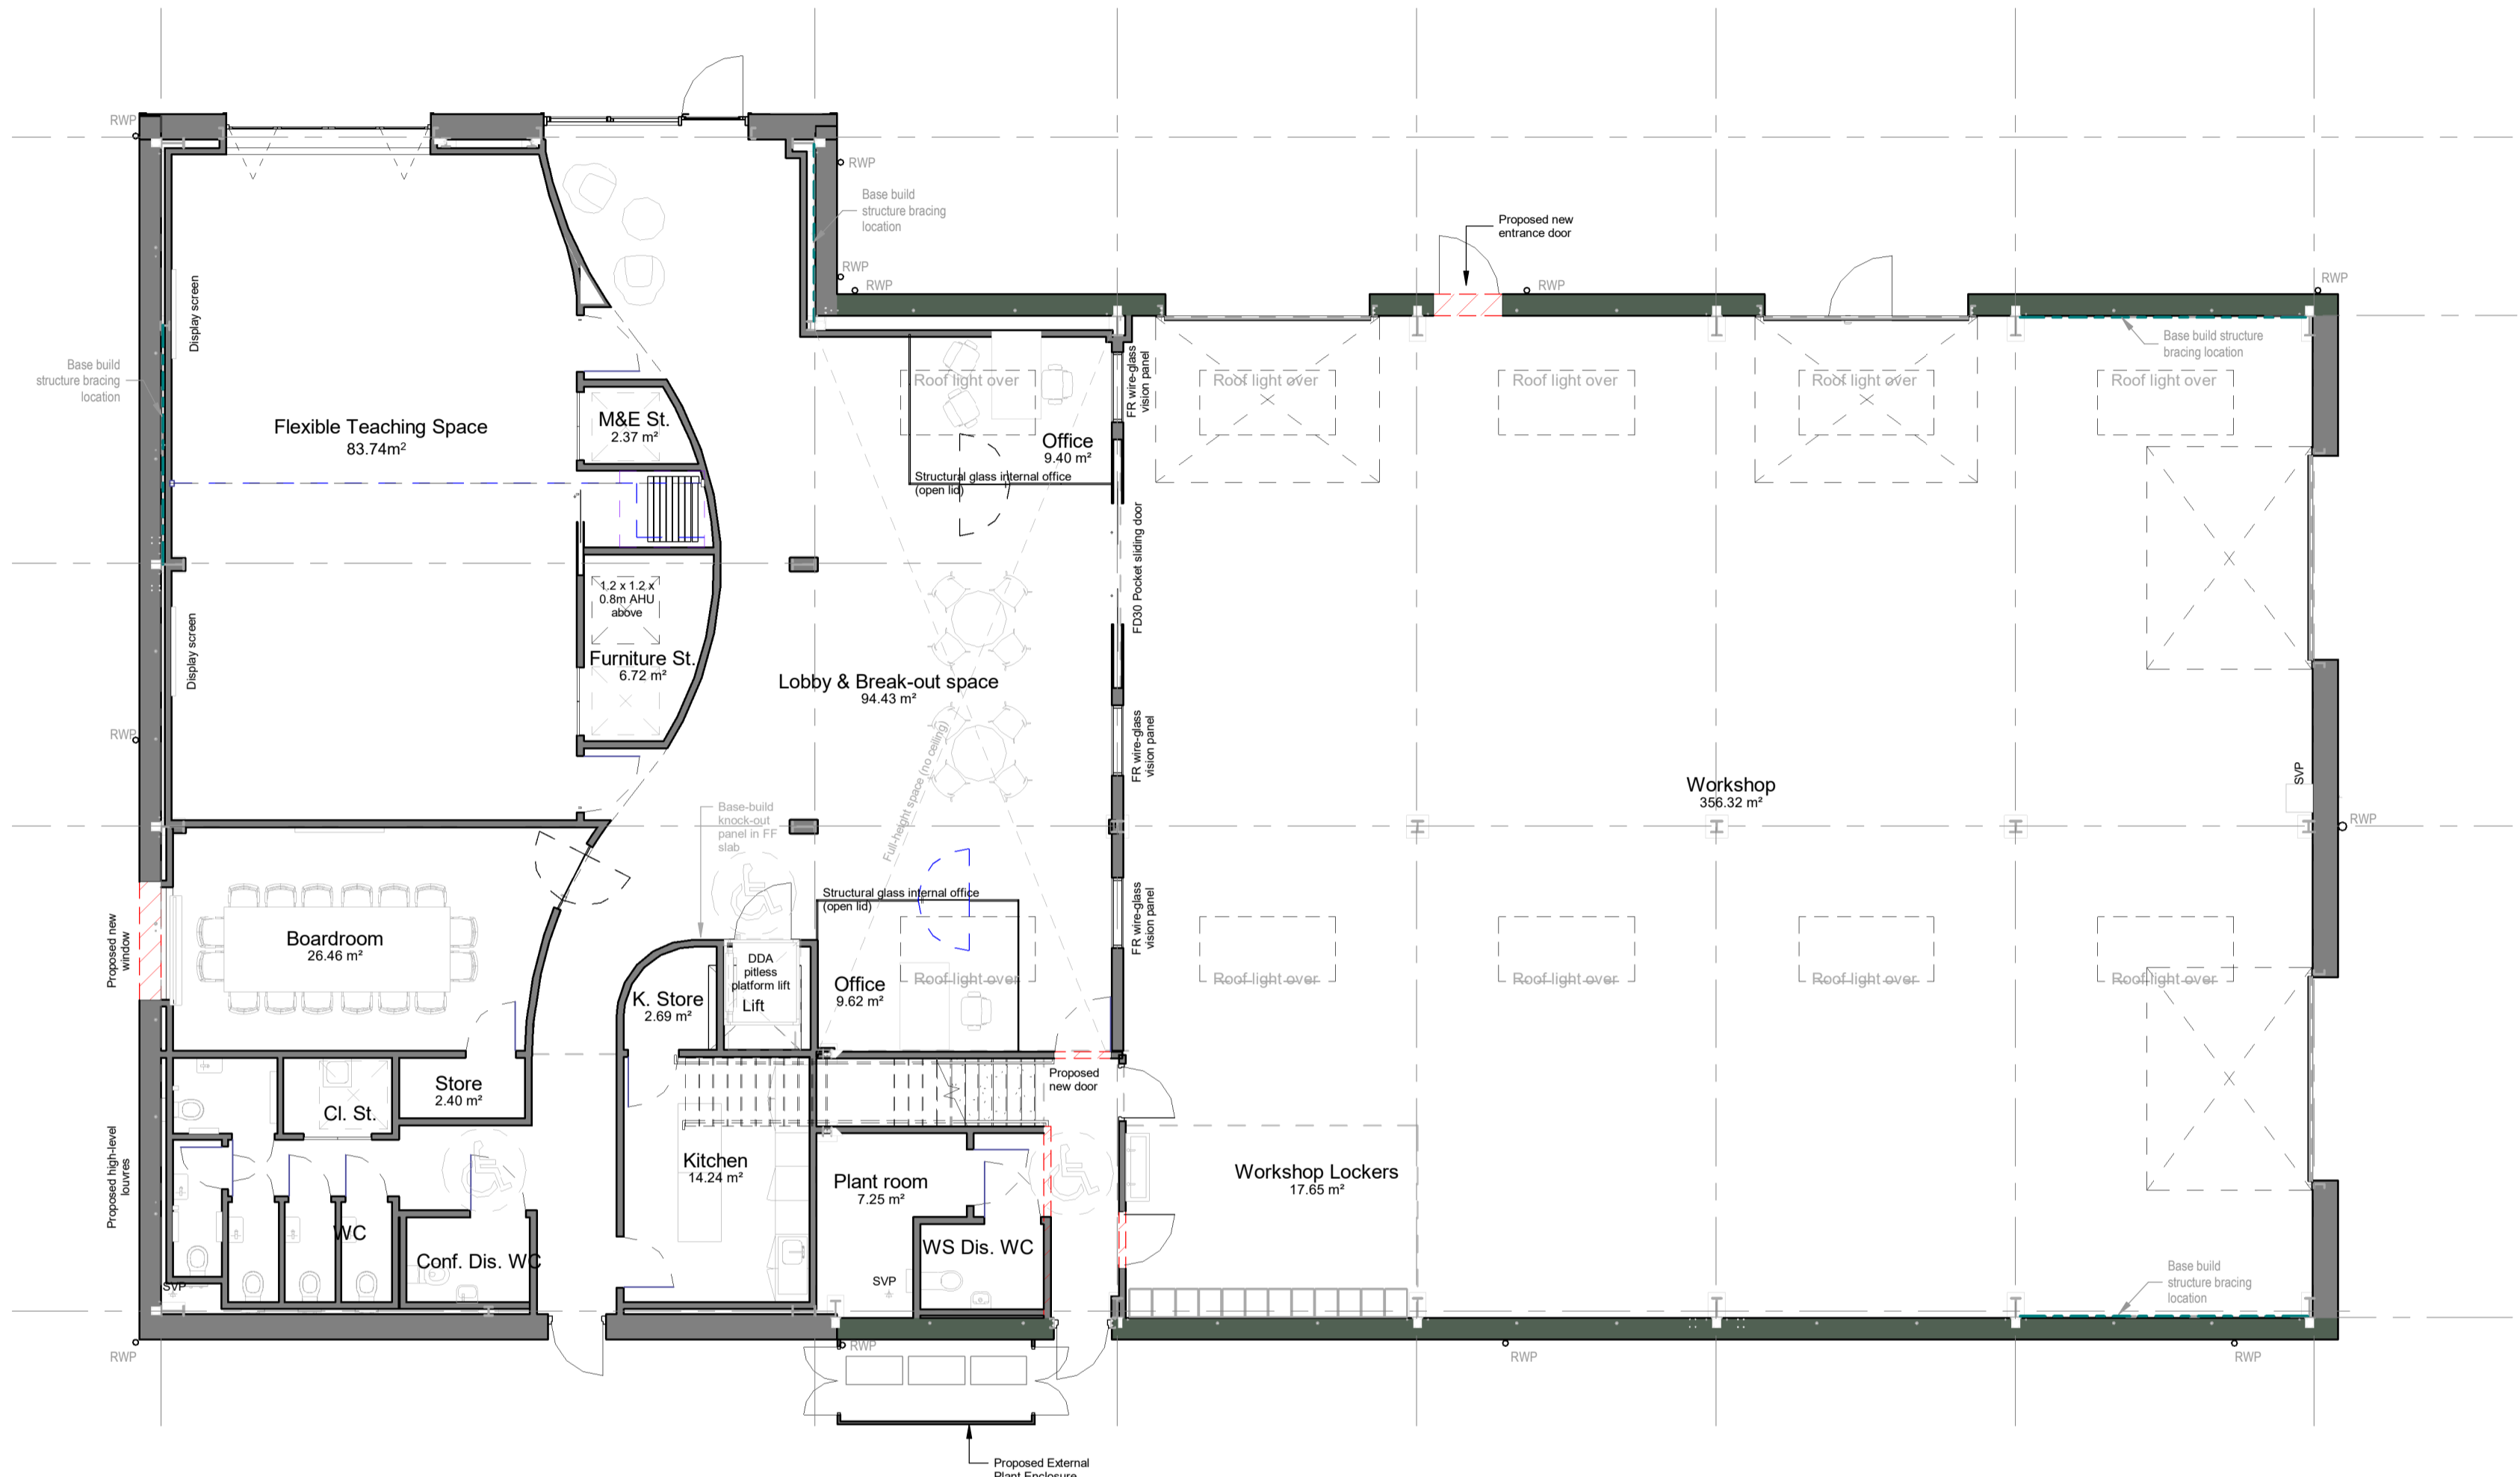 RWP
RWP
Base build
structure bracing
location
Proposed new
entrance door
RWP
RWP
RWP
RWP
Display screen
Base build
structure bracing
location
Base build structure
bracing location
FR wire-glass
vision panel
Roof light over
Roof light over
Roof light over
Roof light over
Roof light over
Flexible Teaching Space
83.74m²
M&E St.
2.37 m²
Office
9.40 m²
Structural glass internal office
(open lid)
FD30 Pocket sliding door
1.2 x 1.2 x
0.8m AHU
above
Display screen
Furniture St.
6.72 m²
Lobby & Break-out space
94.43 m²
RWP
FR wire-glass
vision panel
Full-height space (no ceiling)
Workshop
356.32 m²
SVP
RWP
Base-build
knock-out
panel in FF
slab
Structural glass internal office
(open lid)
FR wire-glass
vision panel
Proposed new
window
Boardroom
26.46 m²
DDA
pitless
platform lift
Lift
K. Store
2.69 m²
Office
9.62 m²
Roof light over
Roof light over
Roof light over
Roof light over
Roof light over
Store
2.40 m²
Cl. St.
Proposed
new door
Proposed high-level
louvres
Kitchen
14.24 m²
Plant room
7.25 m²
Workshop Lockers
17.65 m²
WC
Conf. Dis. WC
WS Dis. WC
SVP
SVP
Base build
structure bracing
location
RWP
RWP
RWP
RWP
Proposed External
Plant Enclosure